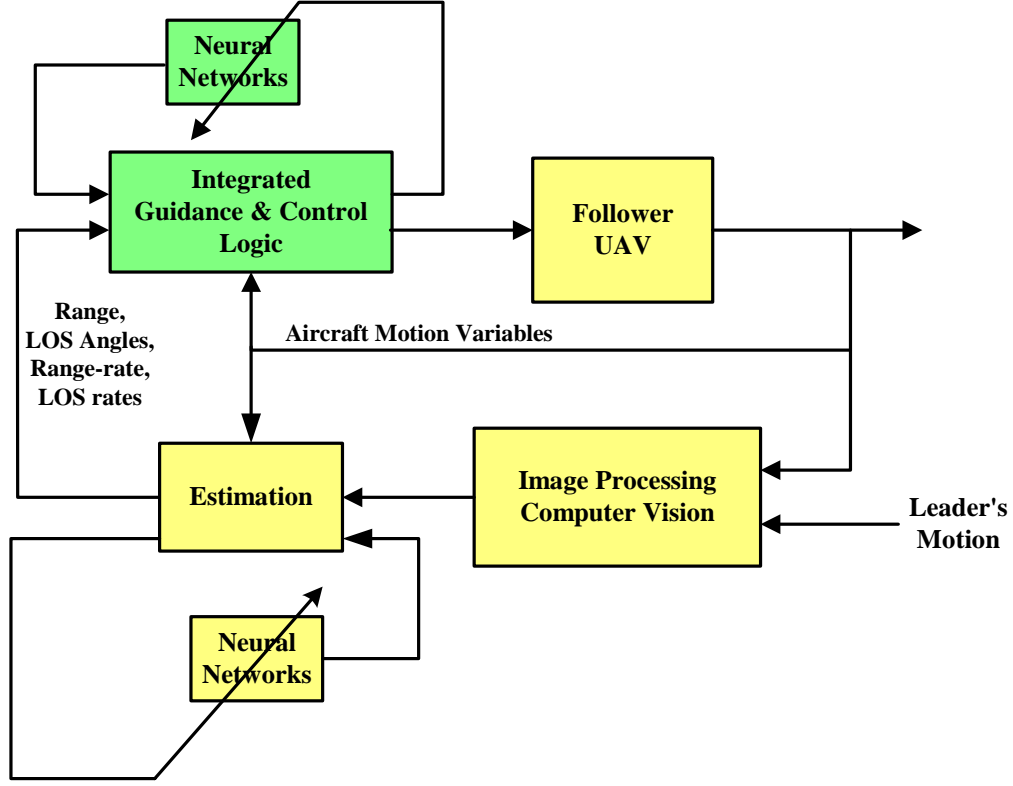 Neural
Networks
Integrated
Guidance & Control
Logic
Follower
UAV
Range,
LOS Angles,
Range-rate,
LOS rates
Aircraft Motion Variables
Estimation
Image Processing
Computer Vision
Leader's
Motion
Neural
Networks